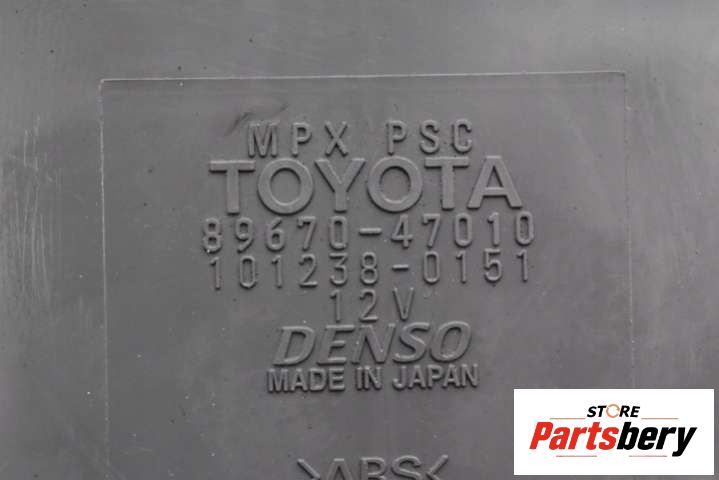 MPX PSC
TOYOTA
89670-47010
101238-0151
12V
DENSO
MADE IN JAPAN
>ABS<
STORE
Partsbery